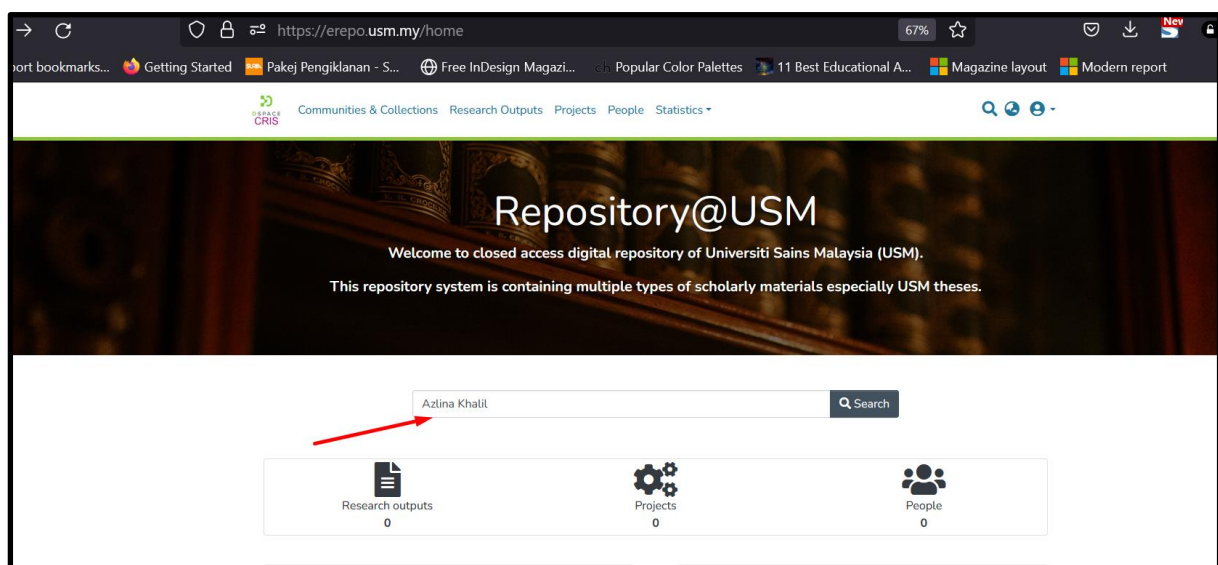 https://erepo.usm.my/home 67% New
ort bookmarks... Getting Started Pakej Pengiklanan - S... Free InDesign Magazi... ch Popular Color Palettes 11 Best Educational A... Magazine layout Modern report
DSPACE
CRIS
Communities & Collections Research Outputs Projects People Statistics
Repository@USM
Welcome to closed access digital repository of Universiti Sains Malaysia (USM).
This repository system is containing multiple types of scholarly materials especially USM theses.
Azlina Khalil Search
Research outputs Projects People
0 0 0